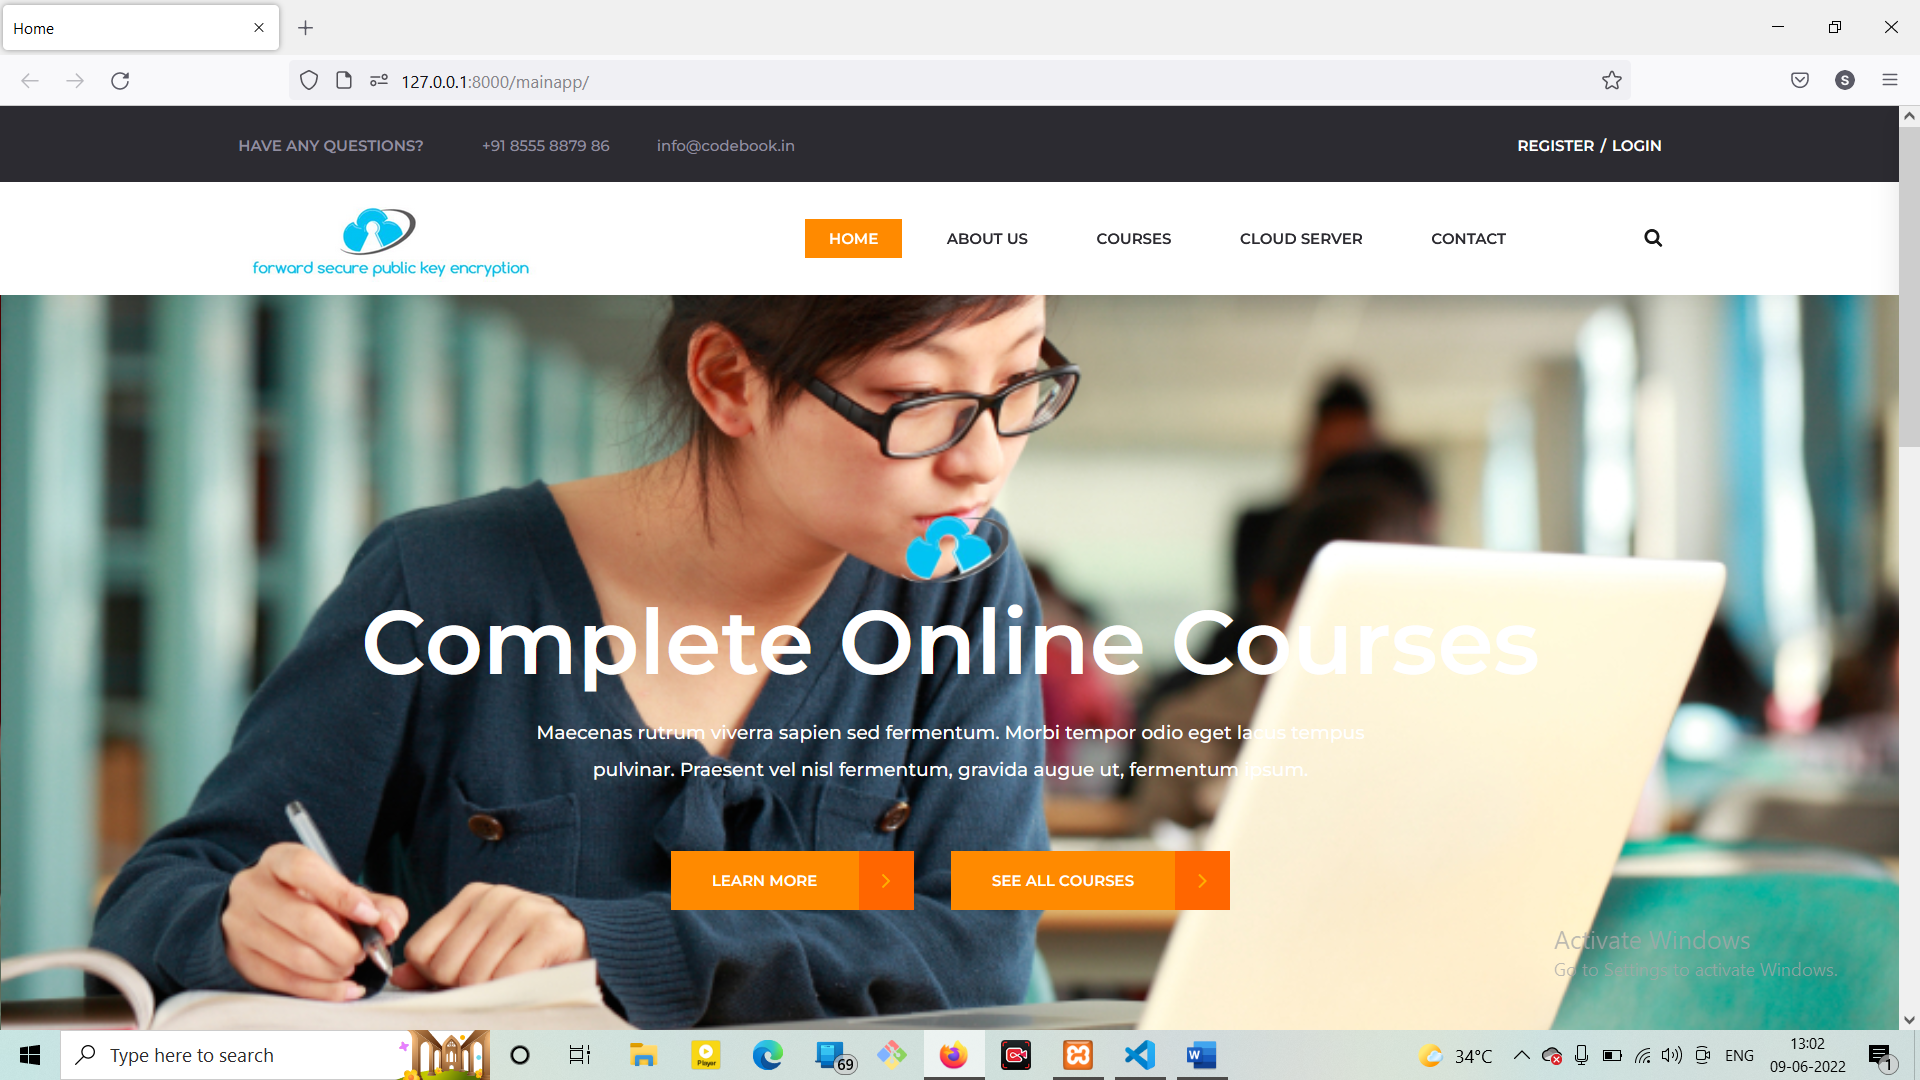 Home
127.0.0.1:8000/mainapp/
S
HAVE ANY QUESTIONS? +91 8555 8879 86 info@codebook.in REGISTER / LOGIN
forward secure public key encryption
HOME ABOUT US COURSES CLOUD SERVER CONTACT
Complete Online Courses
Maecenas rutrum viverra sapien sed fermentum. Morbi tempor odio eget lacus tempus
pulvinar. Praesent vel nisl fermentum, gravida augue ut, fermentum ipsum.
LEARN MORE SEE ALL COURSES
Activate Windows
Go to Settings to activate Windows.
Type here to search
Player
69
W
34°C
ENG
13:02
09-06-2022
1